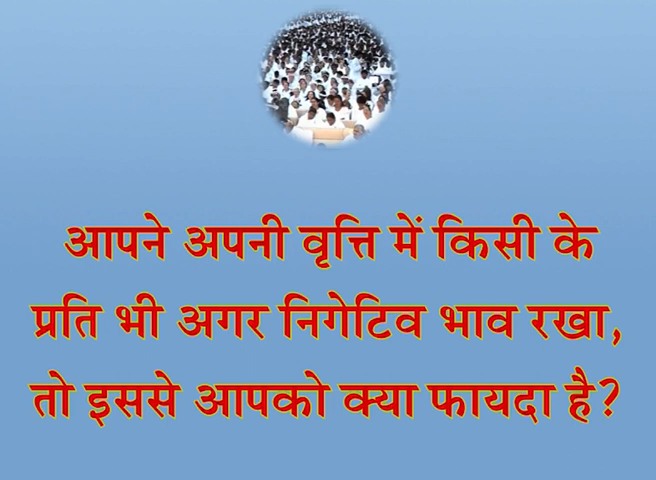 आपने अपनी वृत्ति में किसी के
प्रति भी अगर निगेटिव भाव रखा,
तो इससे आपको क्या फायदा है?